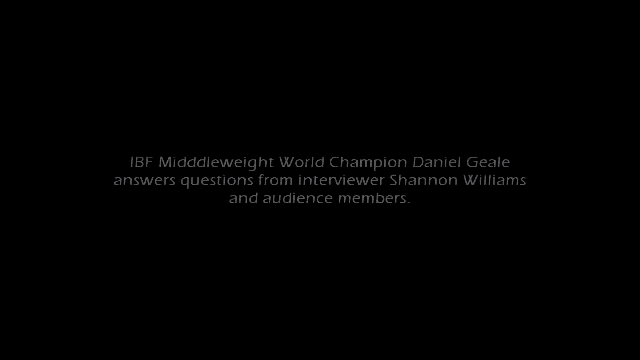 IBF Midddleweight World Champion Daniel Geale
answers questions from interviewer Shannon Williams
and audience members.